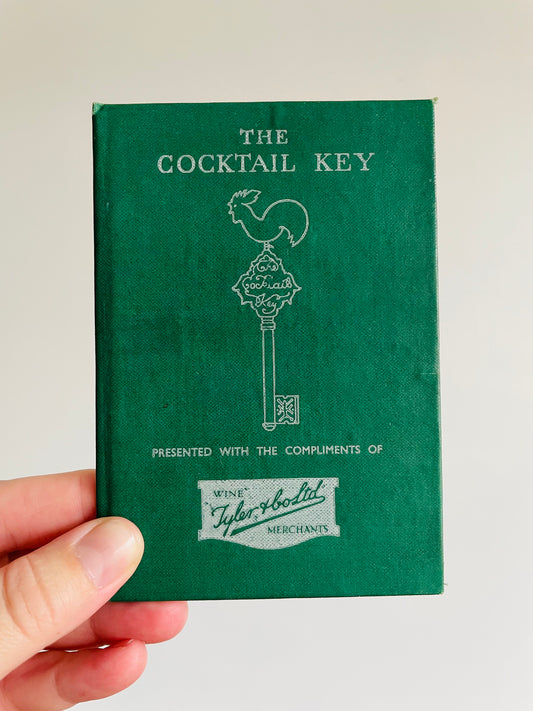 THE
COCKTAIL KEY
The
Cocktail
Key
PRESENTED WITH THE COMPLIMENTS OF
WINE
"Tyler & Co Ltd"
MERCHANTS